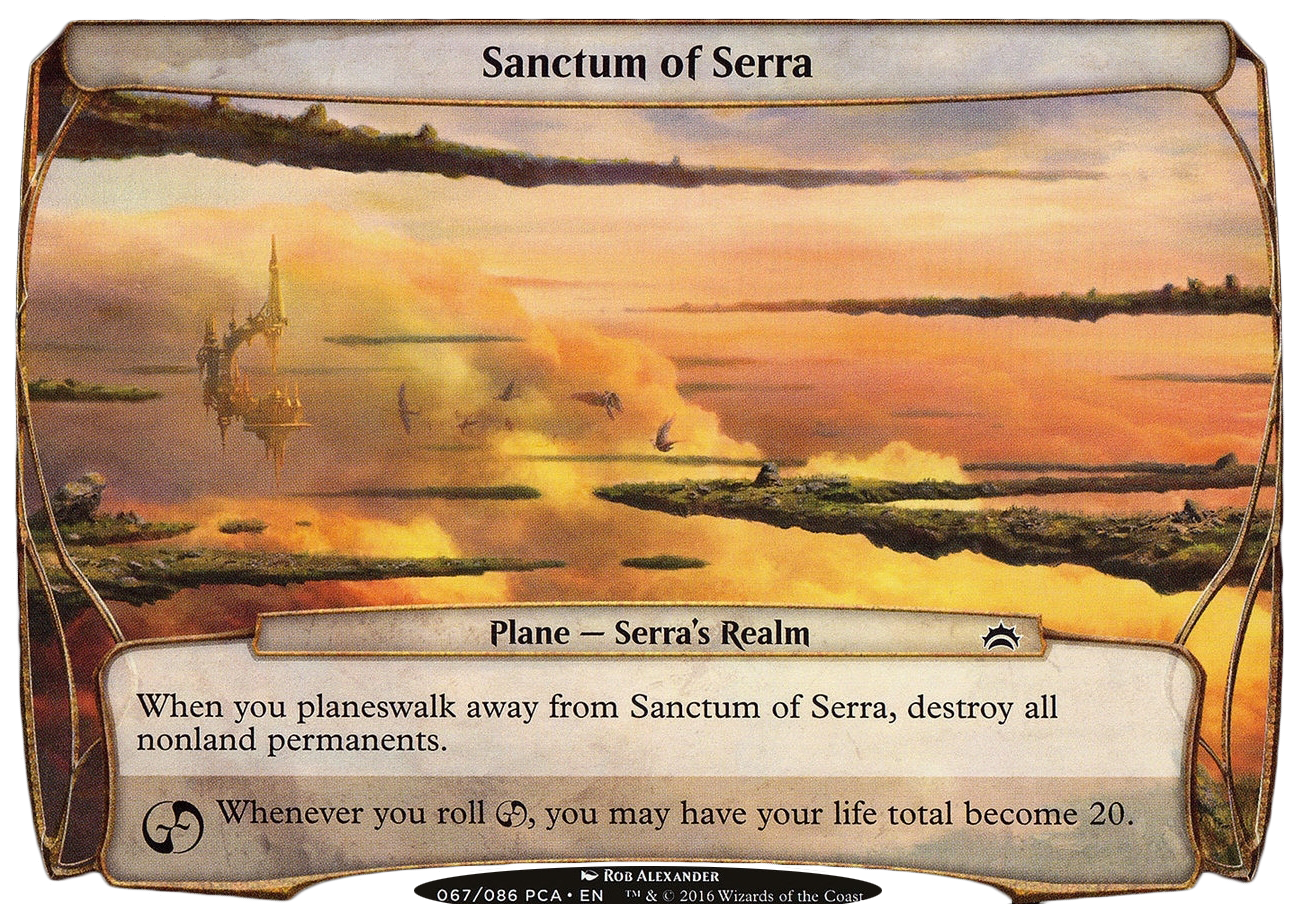 Sanctum of Serra
Plane — Serra's Realm
When you planeswalk away from Sanctum of Serra, destroy all
nonland permanents.
Whenever you roll , you may have your life total become 20.
Rob Alexander
067/086 PCA • EN ™ & © 2016 Wizards of the Coast